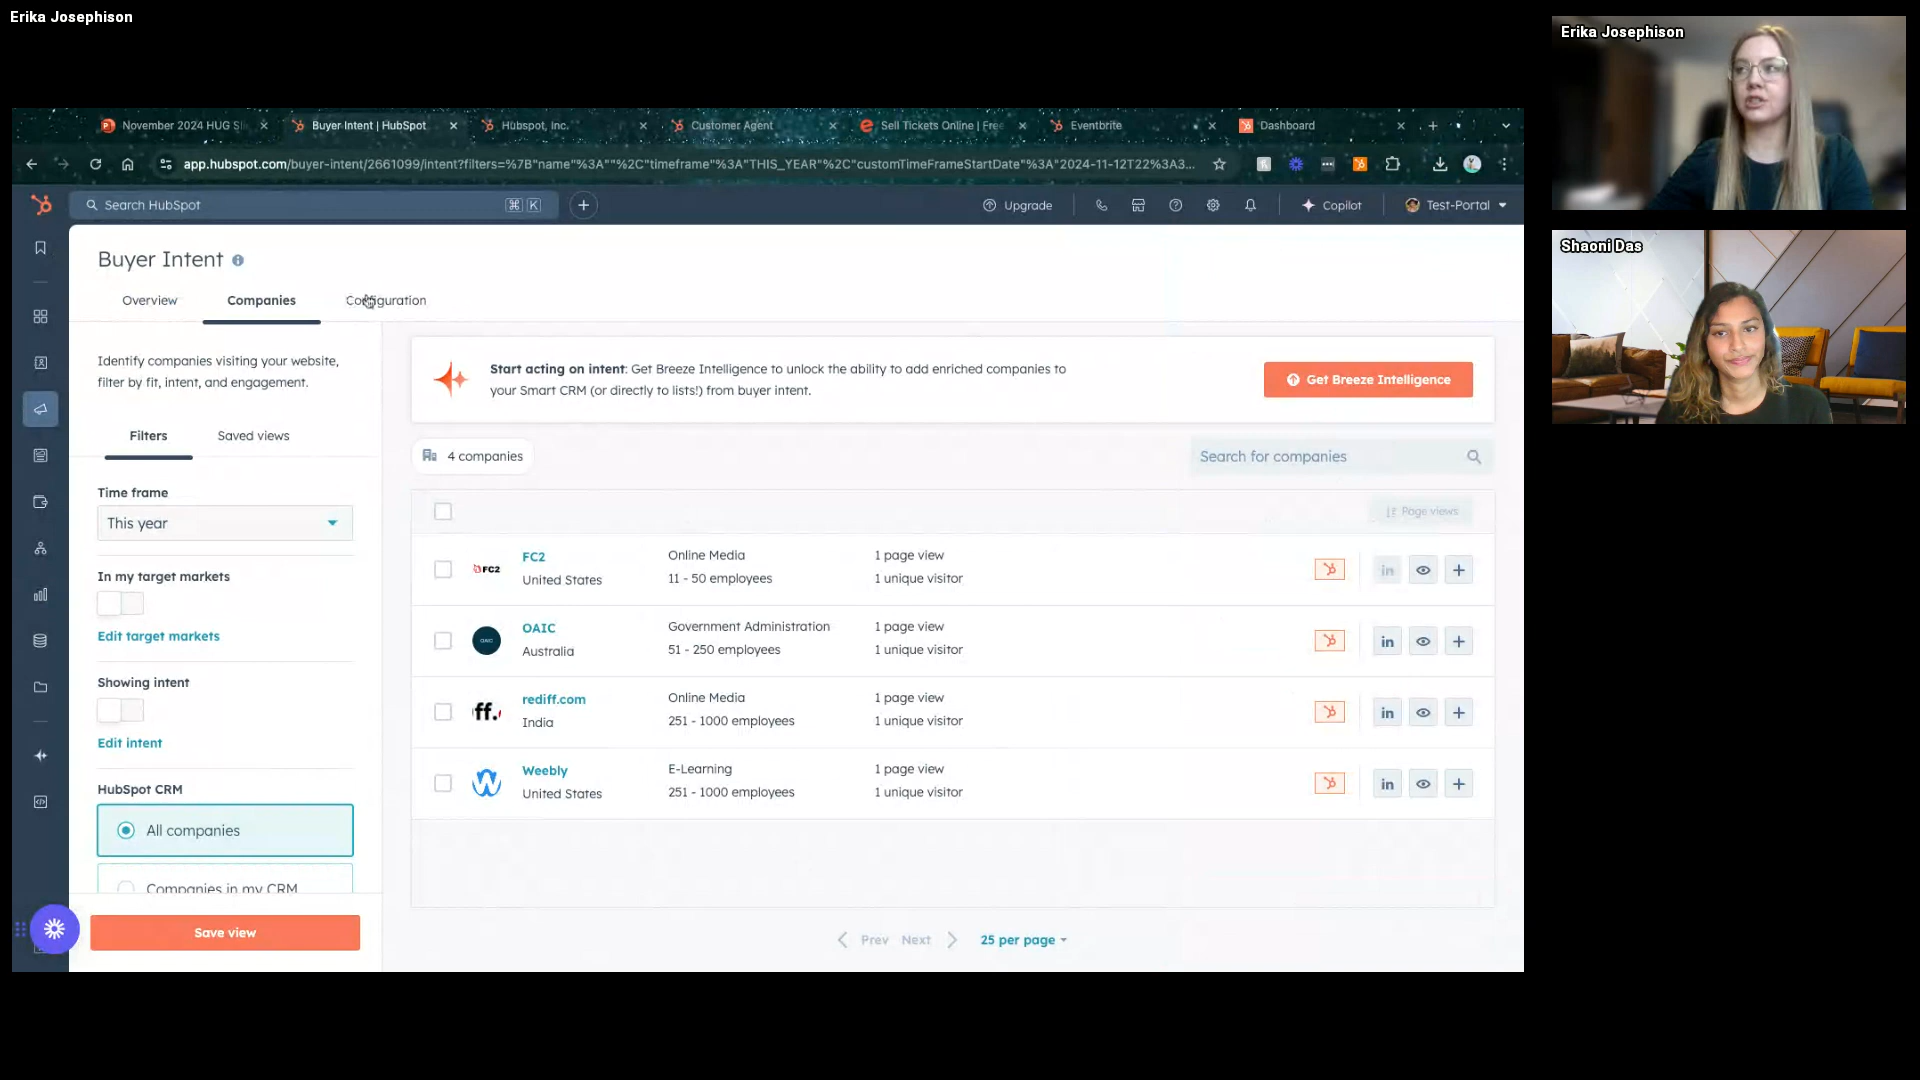 Erika Josephison
November 2024 HUG Sl
Buyer Intent | HubSpot
Hubspot, Inc.
Customer Agent
Sell Tickets Online | Free
Eventbrite
Dashboard
app.hubspot.com/buyer-intent/2661099/intent?filters=%7B"name"%3A""%2C"timeframe"%3A"THIS_YEAR"%2C"customTimeFrameStartDate"%3A"2024-11-12T22%3A3...
Search HubSpot
⌘ K
Upgrade
Copilot
Test-Portal
Buyer Intent
Overview
Companies
Configuration
Identify companies visiting your website,
filter by fit, intent, and engagement.
Filters
Saved views
Time frame
This year
In my target markets
Edit target markets
Showing intent
Edit intent
HubSpot CRM
All companies
Companies in my CRM
Save view
Start acting on intent: Get Breeze Intelligence to unlock the ability to add enriched companies to
your Smart CRM (or directly to lists!) from buyer intent.
Get Breeze Intelligence
4 companies
Search for companies
Page views
FC2
FC2
United States
Online Media
11 - 50 employees
1 page view
1 unique visitor
in
OAIC
OAIC
Australia
Government Administration
51 - 250 employees
1 page view
1 unique visitor
in
ff.
rediff.com
India
Online Media
251 - 1000 employees
1 page view
1 unique visitor
in
Weebly
United States
E-Learning
251 - 1000 employees
1 page view
1 unique visitor
in
Prev
Next
25 per page
Erika Josephison
Shaoni Das